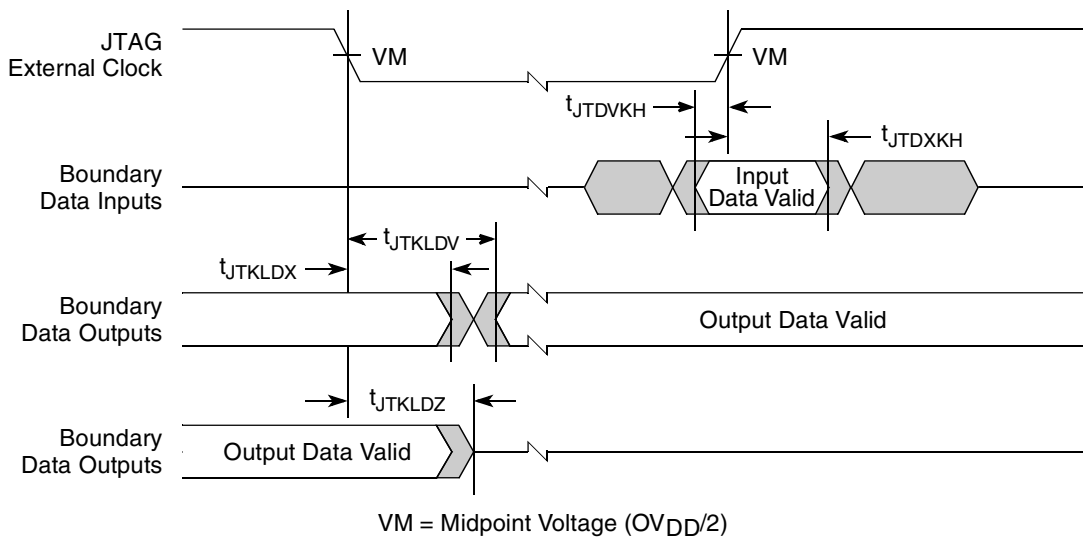 JTAG
External Clock
VM
VM
tJTDVKH
tJTDXKH
Boundary
Data Inputs
Input
Data Valid
tJTKLDV
tJTKLDX
Boundary
Data Outputs
Output Data Valid
tJTKLDZ
Boundary
Data Outputs
Output Data Valid
VM = Midpoint Voltage (OVDD/2)